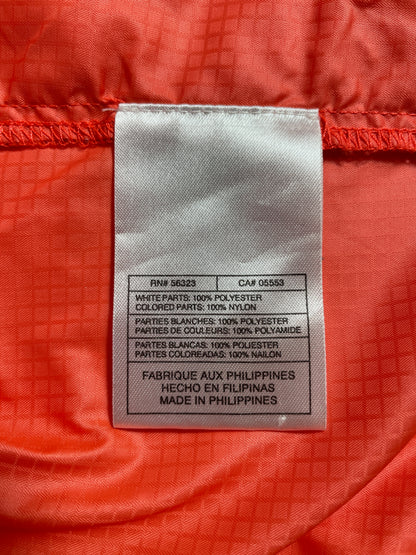 RN# 56323 CA# 05553
WHITE PARTS: 100% POLYESTER
COLORED PARTS: 100% NYLON
PARTIES BLANCHES: 100% POLYESTER
PARTIES DE COULEURS: 100% POLYAMIDE
PARTES BLANCAS: 100% POLIESTER
PARTES COLOREADAS: 100% NAILON
FABRIQUE AUX PHILIPPINES
HECHO EN FILIPINAS
MADE IN PHILIPPINES